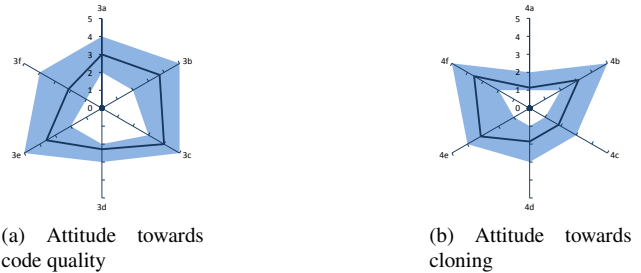 3a
5
4
3
2
1
0
3b
3c
3d
3e
3f
4a
5
4
3
2
1
0
4b
4c
4d
4e
4f
(a) Attitude towards
code quality
(b) Attitude towards
cloning